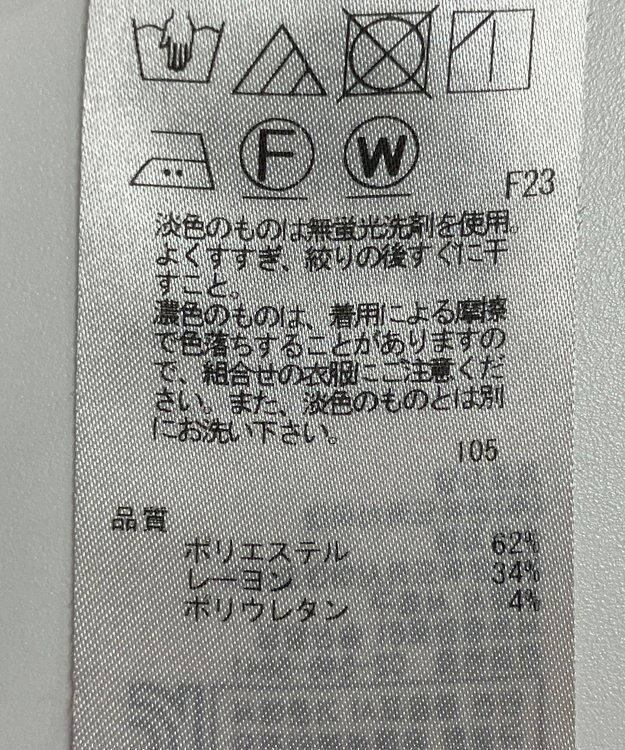 F W F23
淡色のものは無蛍光洗剤を使用。
よくすすぎ、絞りの後すぐに干
すこと。
濃色のものは、着用による摩擦
で色落ちすることがありますの
で、組合せの衣服にご注意くだ
さい。また、淡色のものとは別
にお洗い下さい。
105
品質
ポリエステル 62%
レーヨン 34%
ポリウレタン 4%